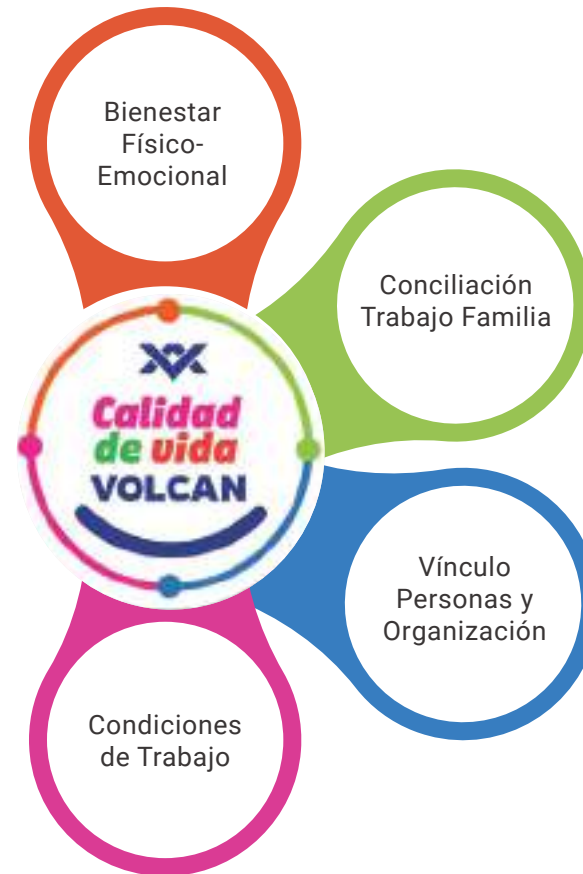 Bienestar
Físico-
Emocional
Conciliación
Trabajo Familia
Calidad
de vida
VOLCAN
Vínculo
Personas y
Organización
Condiciones
de Trabajo